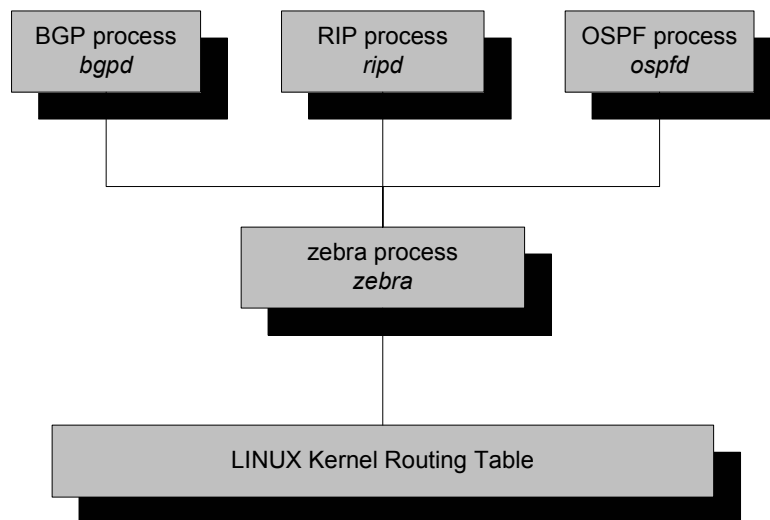 BGP process
bgpd
RIP process
ripd
OSPF process
ospfd
zebra process
zebra
LINUX Kernel Routing Table